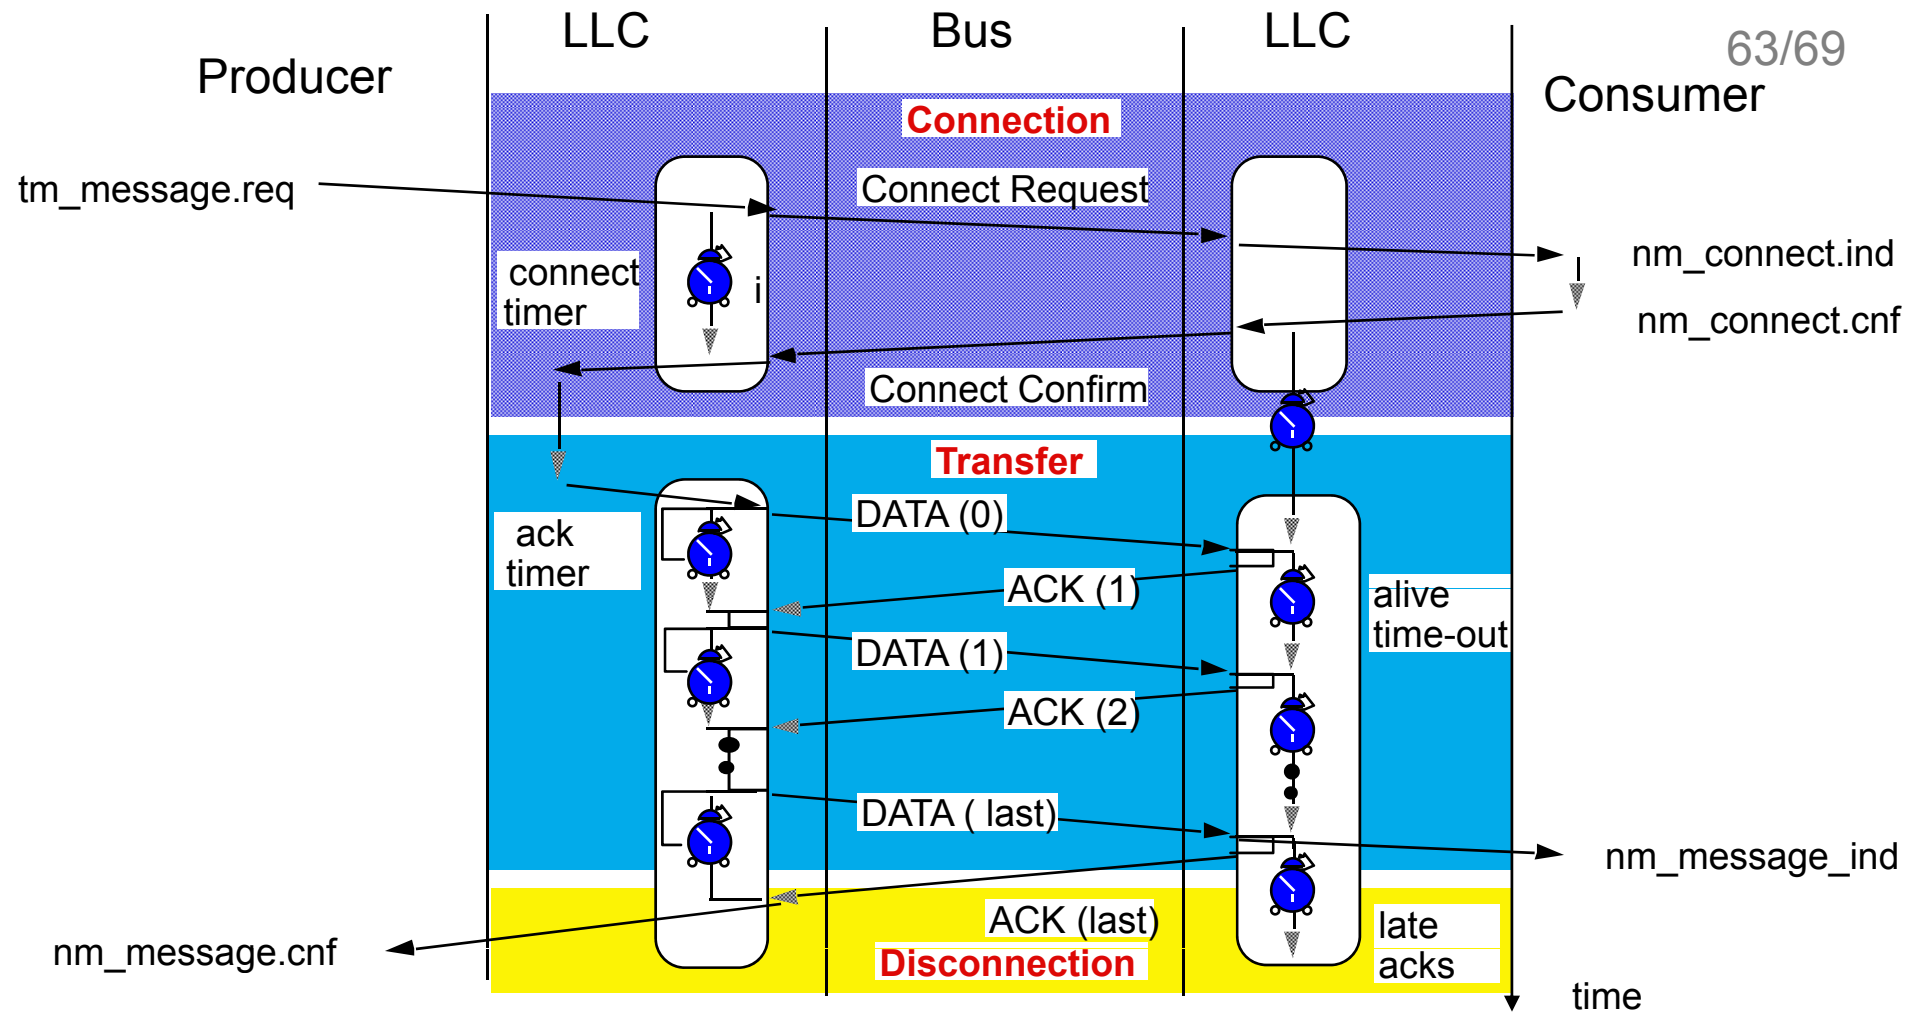 LLC
Bus
LLC
63/69
Producer
Consumer
Connection
tm_message.req
Connect Request
nm_connect.ind
connect
timer
i
nm_connect.cnf
Connect Confirm
Transfer
DATA (0)
ack
timer
ACK (1)
alive
time-out
DATA (1)
ACK (2)
DATA ( last)
nm_message_ind
ACK (last)
late
acks
nm_message.cnf
Disconnection
time